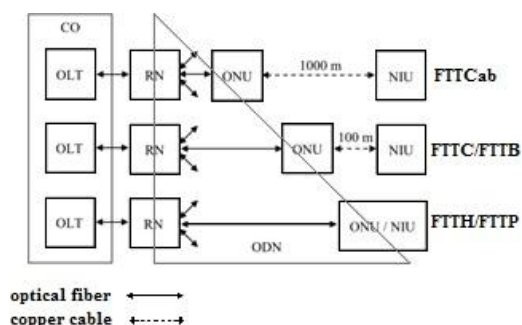 CO
OLT
RN
ONU
1000 m
NIU
FTTCab
OLT
RN
ONU
100 m
NIU
FTTC/FTTB
OLT
RN
ONU / NIU
FTTH/FTTP
ODN
optical fiber
copper cable